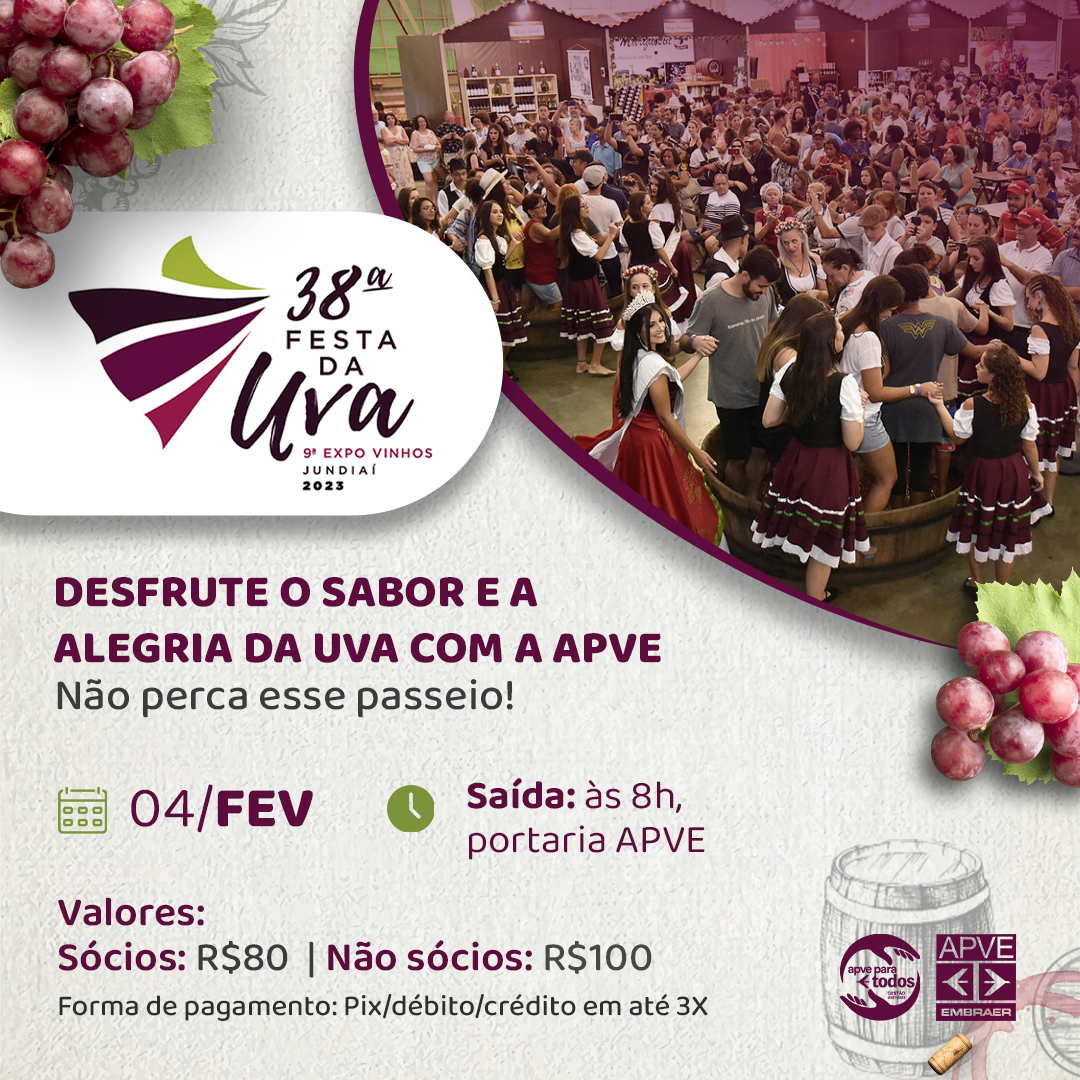 38ª
FESTA
DA
Uva
9ª EXPO VINHOS
JUNDIAÍ
2023
DESFRUTE O SABOR E A
ALEGRIA DA UVA COM A APVE
Não perca esse passeio!
04/FEV
Saída: às 8h,
portaria APVE
Valores:
Sócios: R$80 | Não sócios: R$100
Forma de pagamento: Pix/débito/crédito em até 3X
apve para
todos
APVE
EMBRAER